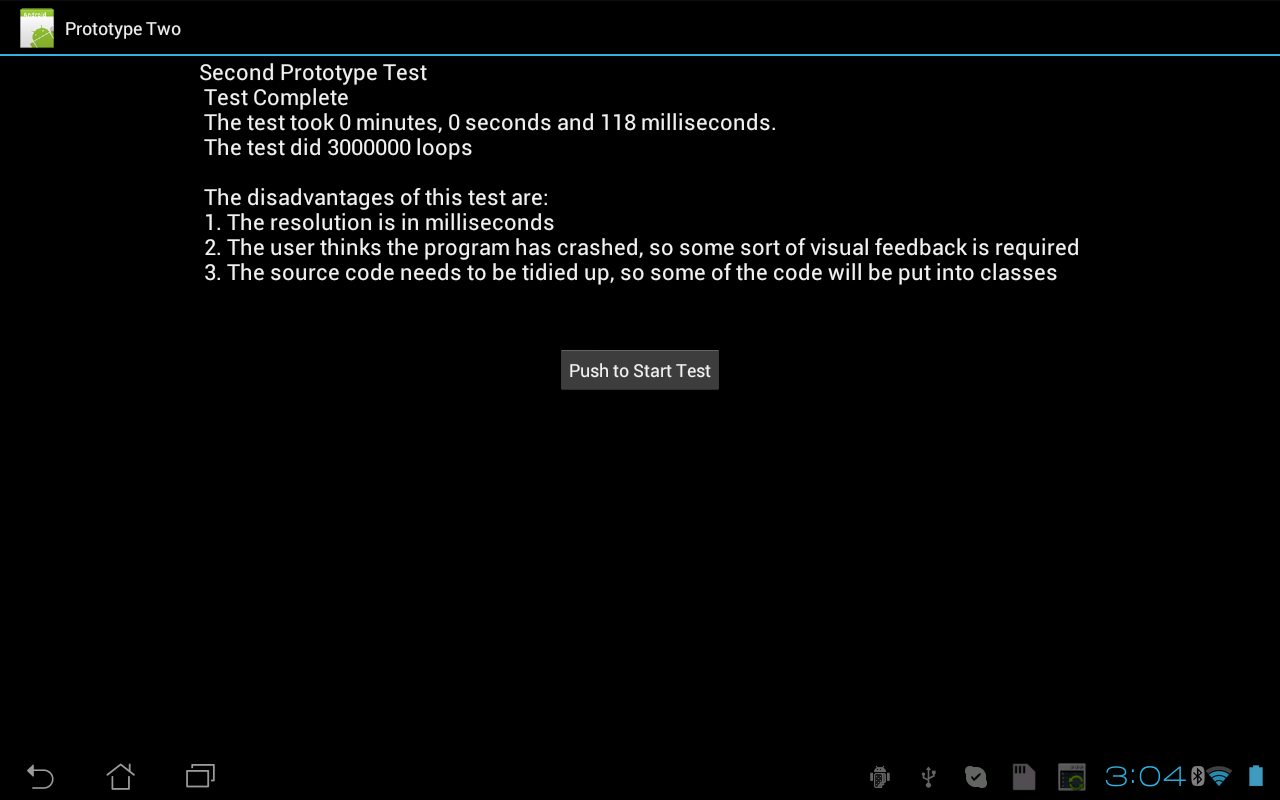 Prototype Two
Second Prototype Test
Test Complete
The test took 0 minutes, 0 seconds and 118 milliseconds.
The test did 3000000 loops
The disadvantages of this test are:
1. The resolution is in milliseconds
2. The user thinks the program has crashed, so some sort of visual feedback is required
3. The source code needs to be tidied up, so some of the code will be put into classes
Push to Start Test
3:04